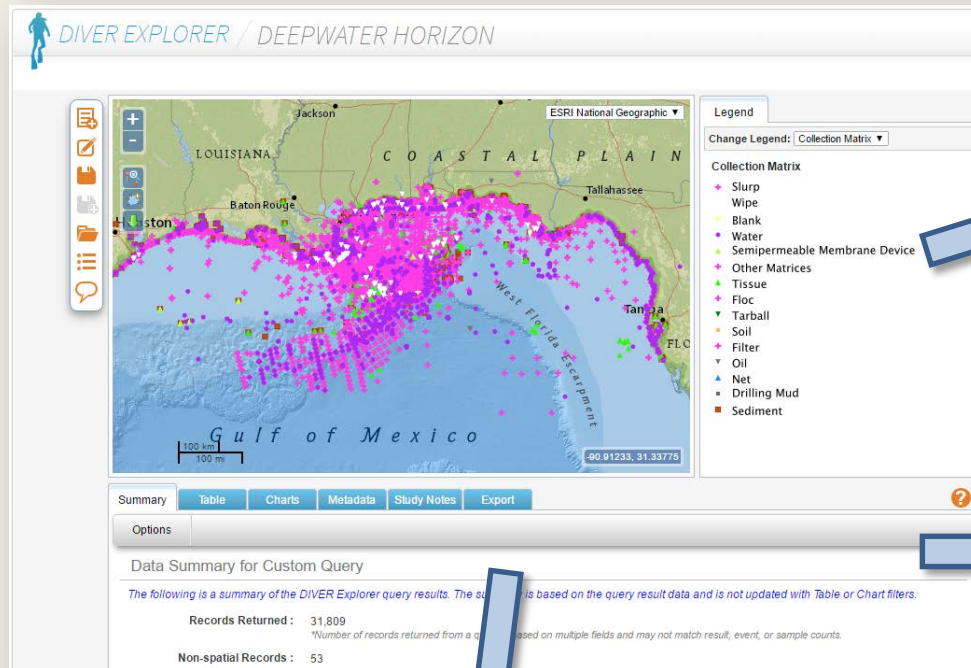 DIVER EXPLORER / DEEPWATER HORIZON
ESRI National Geographic
Jackson
LOUISIANA
COASTAL PLAIN
Baton Rouge
Tallahassee
West Florida Escarpment
Tampa
Gulf of Mexico
100 km
100 mi
-90.91233, 31.33775
Legend
Change Legend: Collection Matrix
Collection Matrix
Slurp
Wipe
Blank
Water
Semipermeable Membrane Device
Other Matrices
Tissue
Floc
Tarball
Soil
Filter
Oil
Net
Drilling Mud
Sediment
Summary Table Charts Metadata Study Notes Export
Options
Data Summary for Custom Query
The following is a summary of the DIVER Explorer query results. The is based on the query result data and is not updated with Table or Chart filters.
Records Returned : 31,809
*Number of records returned from a based on multiple fields and may not match result, event, or sample counts.
Non-spatial Records : 53